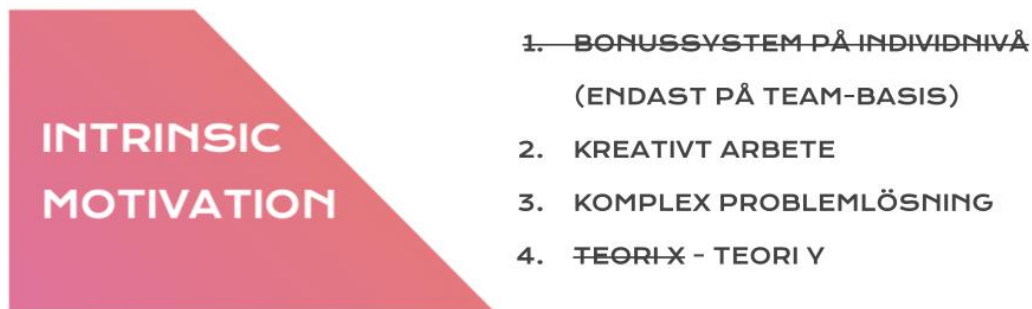 INTRINSIC
MOTIVATION
1. BONUSSYSTEM PÅ INDIVIDNIVÅ
(ENDAST PÅ TEAM-BASIS)
2. KREATIVT ARBETE
3. KOMPLEX PROBLEMLÖSNING
4. TEORI X - TEORI Y